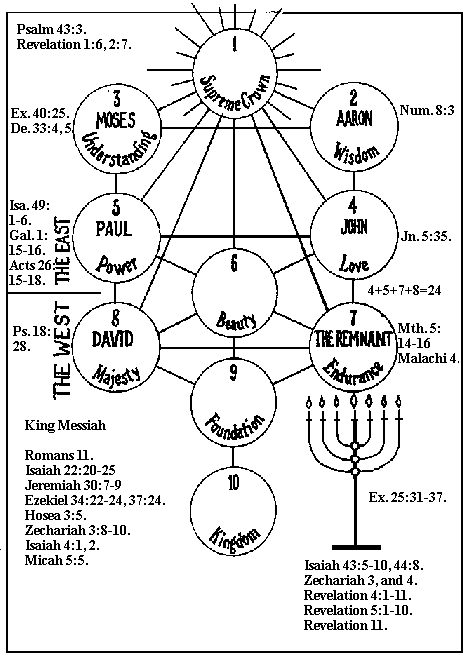 Psalm 43:3.
Revelation 1:6, 2:7.
1
Supreme Crown
3
MOSES
Understanding
2
AARON
Wisdom
Ex. 40:25.
De. 33:4, 5.
Num. 8:3
Isa. 49:
1-6.
Gal. 1:
15-16.
Acts 26:
15-18.
THE EAST
5
PAUL
Power
4
JOHN
Love
Jn. 5:35.
6
Beauty
4+5+7+8=24
THE WEST
Ps. 18:
28.
8
DAVID
Majesty
7
THE REMNANT
Endurance
Mth. 5:
14-16
Malachi 4.
9
Foundation
10
Kingdom
King Messiah
Romans 11.
Isaiah 22:20-25
Jeremiah 30:7-9
Ezekiel 34:22-24, 37:24.
Hosea 3:5.
Zechariah 3:8-10.
Isaiah 4:1, 2.
Micah 5:5.
Ex. 25:31-37.
Isaiah 43:5-10, 44:8.
Zechariah 3, and 4.
Revelation 4:1-11.
Revelation 5:1-10.
Revelation 11.